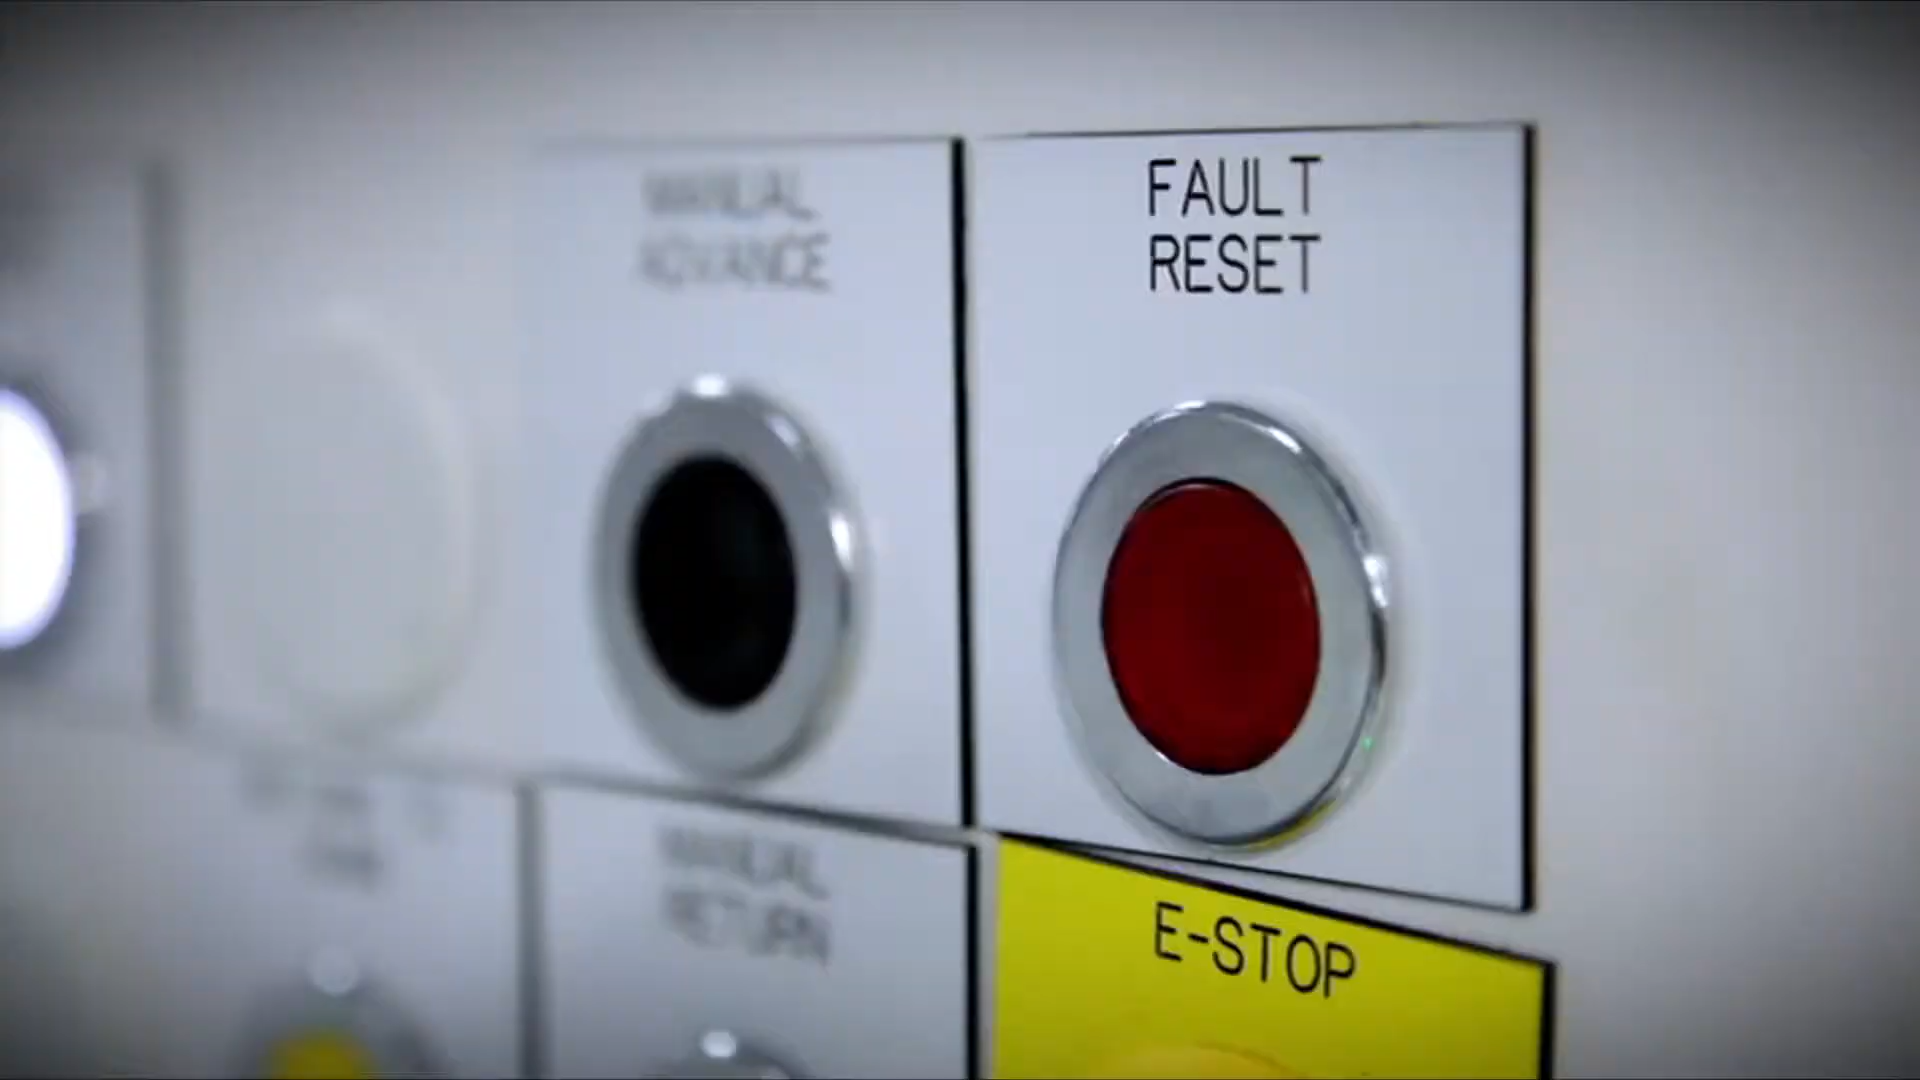 MANUAL
ADVANCE
FAULT
RESET
MANUAL
RETURN
E-STOP